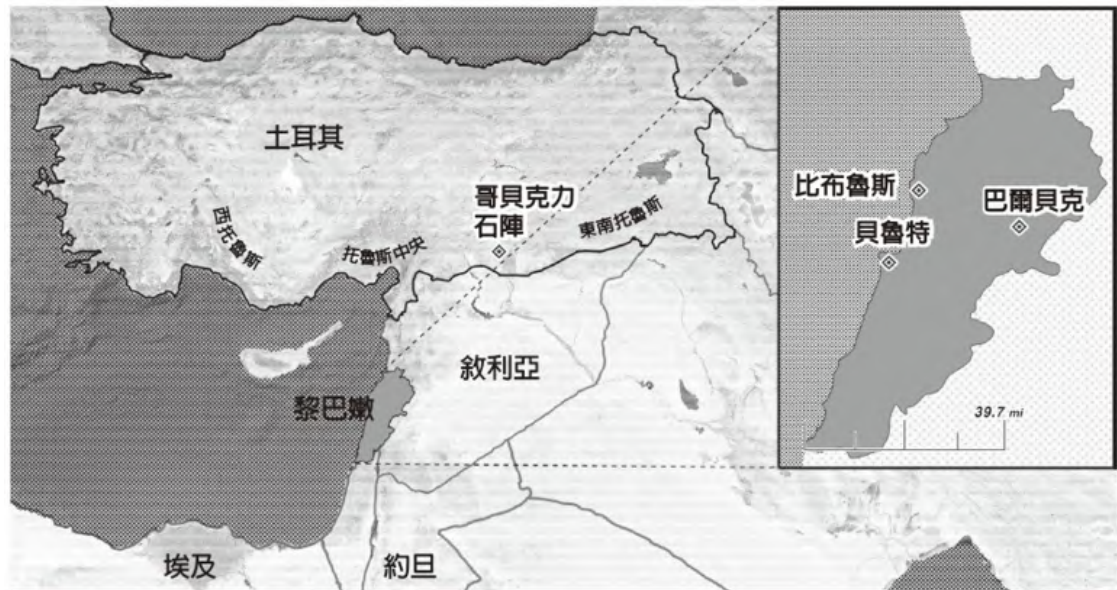 土耳其
哥貝克力
石陣
西托魯斯
托魯斯中央
東南托魯斯
敘利亞
黎巴嫩
埃及
約旦
比布魯斯
巴爾貝克
貝魯特
39.7 mi